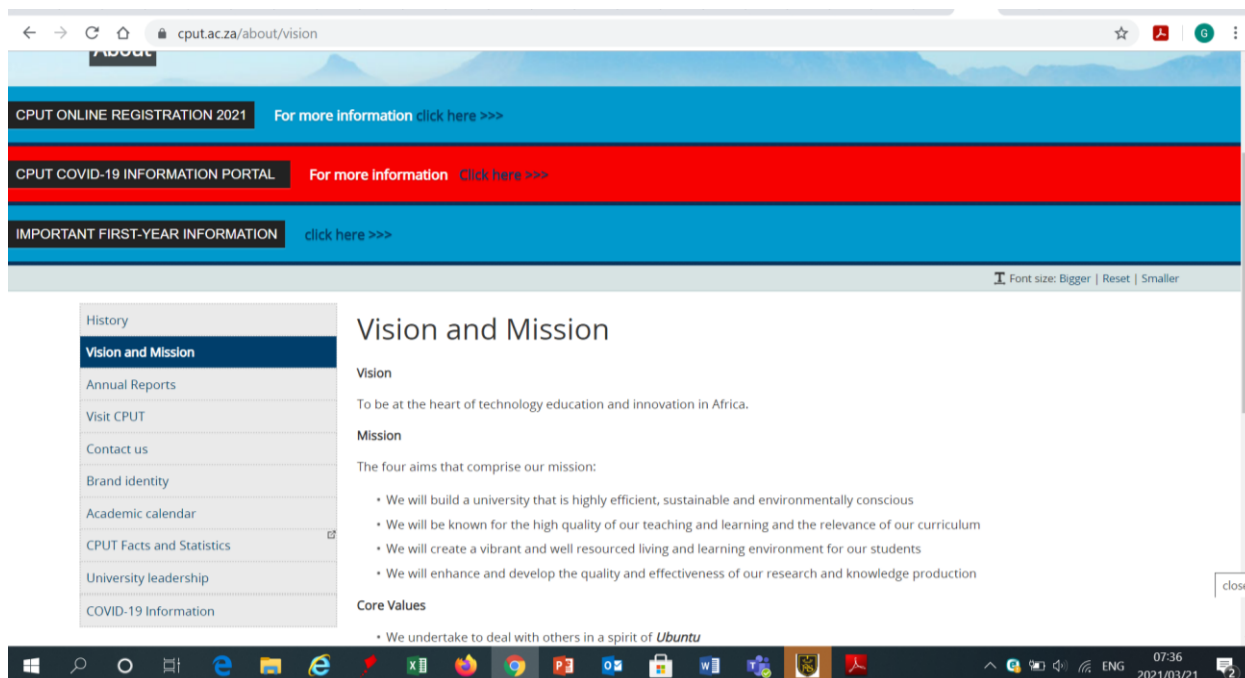 cput.ac.za/about/vision
G
About
CPUT ONLINE REGISTRATION 2021 For more information click here >>>
CPUT COVID-19 INFORMATION PORTAL For more information Click here >>>
IMPORTANT FIRST-YEAR INFORMATION click here >>>
Font size: Bigger | Reset | Smaller
History
Vision and Mission
Annual Reports
Visit CPUT
Contact us
Brand identity
Academic calendar
CPUT Facts and Statistics
University leadership
COVID-19 Information
Vision and Mission
Vision
To be at the heart of technology education and innovation in Africa.
Mission
The four aims that comprise our mission:
• We will build a university that is highly efficient, sustainable and environmentally conscious
• We will be known for the high quality of our teaching and learning and the relevance of our curriculum
• We will create a vibrant and well resourced living and learning environment for our students
• We will enhance and develop the quality and effectiveness of our research and knowledge production
Core Values
• We undertake to deal with others in a spirit of Ubuntu
close
ENG
07:36
2021/03/21
2